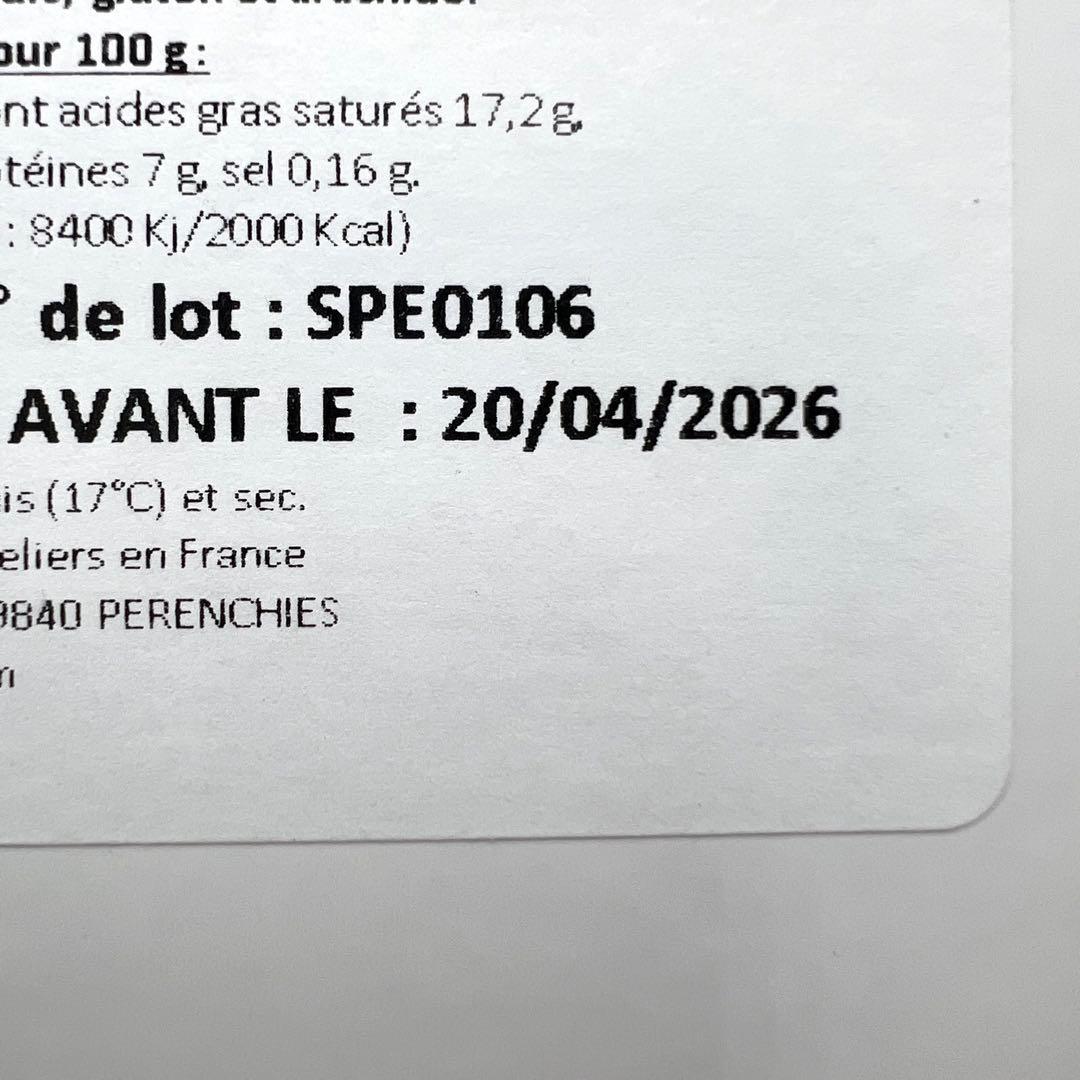 our 100 g :
nt acides gras saturés 17,2 g,
téines 7 g, sel 0,16 g.
: 8400 Kj/2000 Kcal)
° de lot : SPE0106
AVANT LE : 20/04/2026
is (17°C) et sec.
eliers en France
9840 PERENCHIES